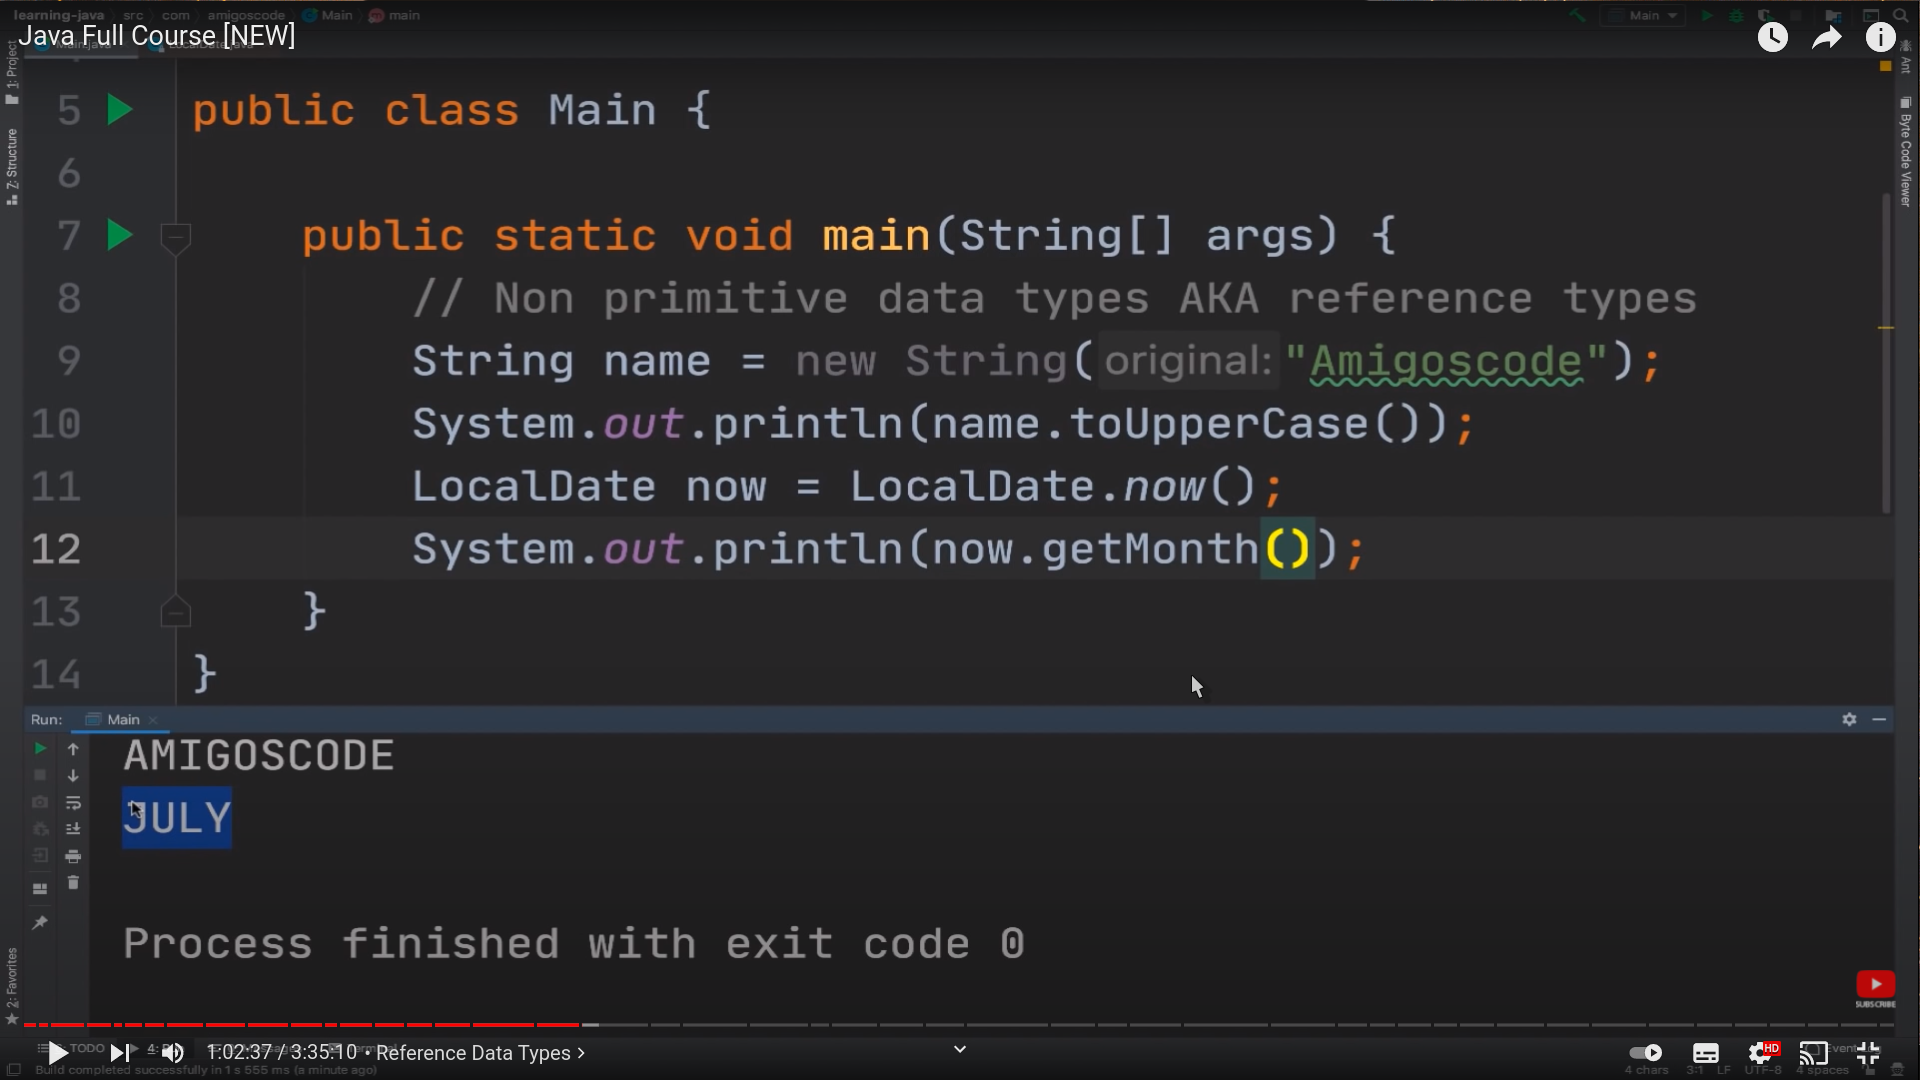 learning-java src com amigoscode Main main
Main
Java Full Course [NEW]
1: Project
Z: Structure
Ant
Byte Code Viewer
5 public class Main {
6
7 public static void main(String[] args) {
8 // Non primitive data types AKA reference types
9 String name = new String( original: "Amigoscode");
10 System.out.println(name.toUpperCase());
11 LocalDate now = LocalDate.now();
12 System.out.println(now.getMonth());
13 }
14 }
Run: Main
AMIGOSCODE
JULY
Process finished with exit code 0
2: Favorites
SUBSCRIBE
TODO
1:02:37 / 3:35:10 • Reference Data Types
HD
Build completed successfully in 1 s 555 ms (a minute ago)
4 chars 3:1 LF UTF-8 4 spaces